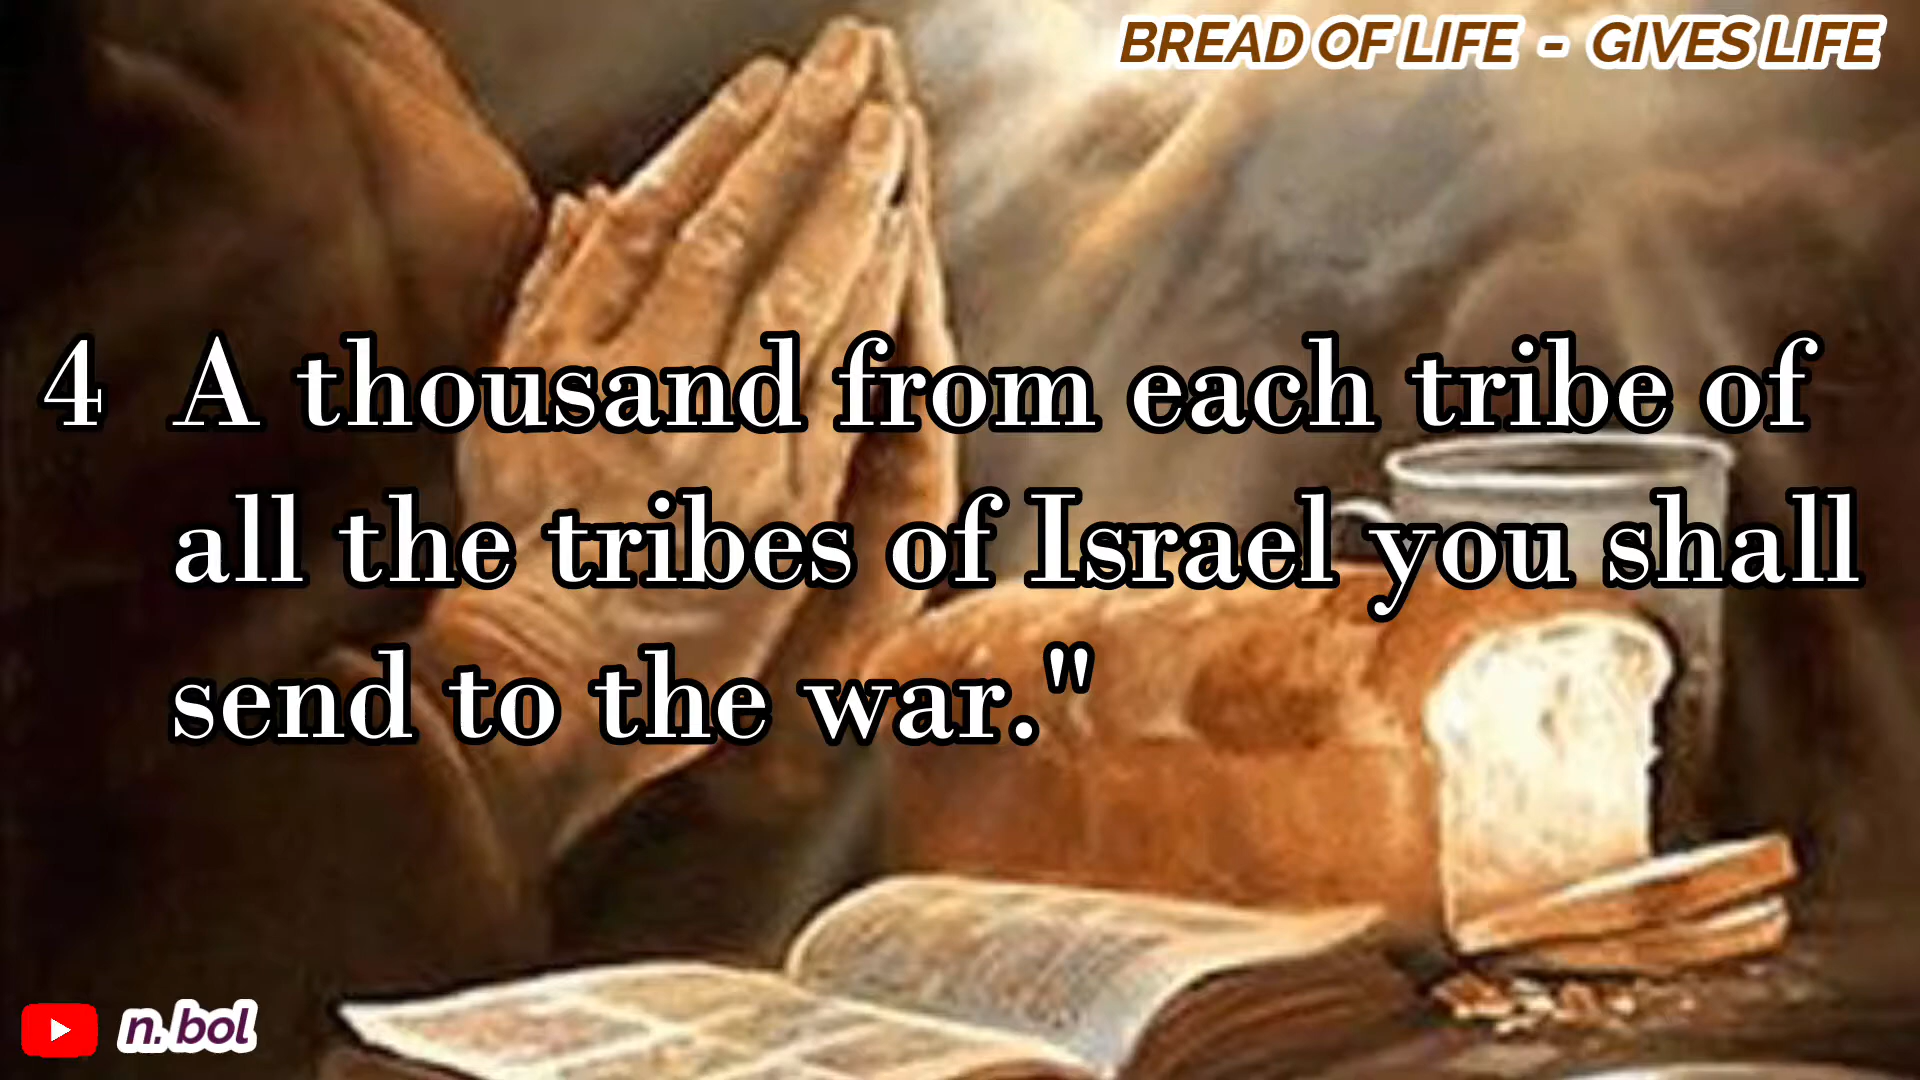 BREAD OF LIFE - GIVES LIFE
4 A thousand from each tribe of
all the tribes of Israel you shall
send to the war."
n.bol